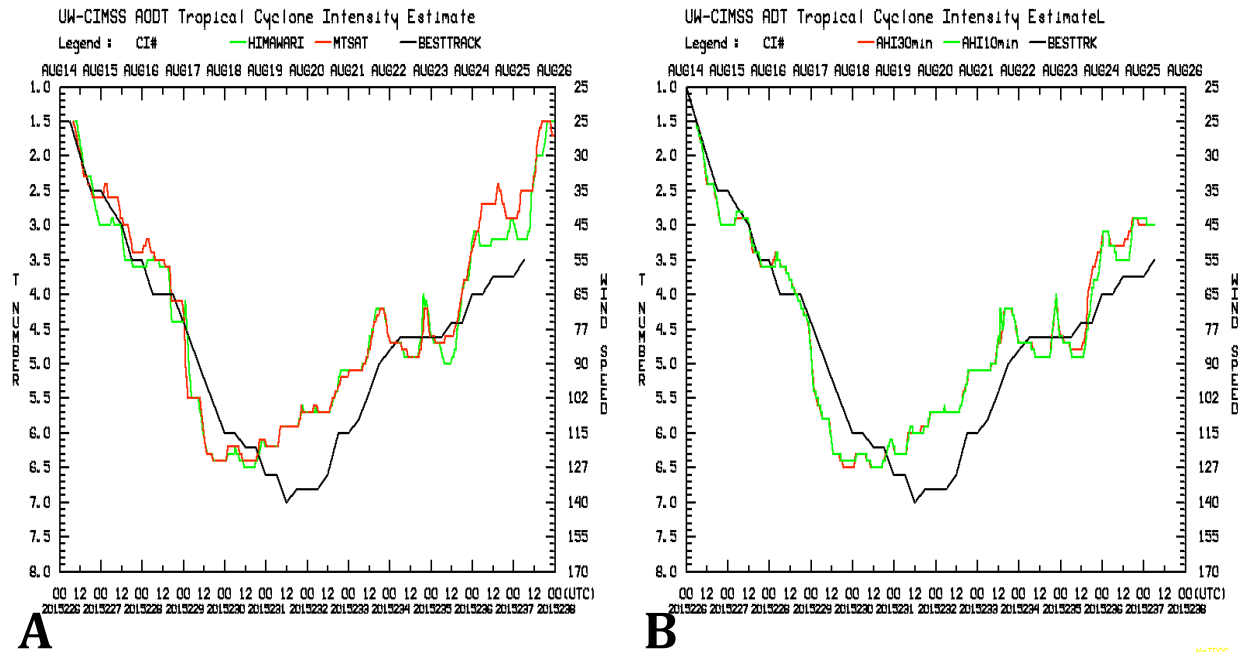 UW-CIMSS AODT Tropical Cyclone Intensity Estimate
Legend : CI# HIMAWARI MTSAT BESTTRACK
AUG14 AUG15 AUG16 AUG17 AUG18 AUG19 AUG20 AUG21 AUG22 AUG23 AUG24 AUG25 AUG26
1.0 25
1.5 25
2.0 30
2.5 35
3.0 45
3.5 55
4.0 65
4.5 77
5.0 90
5.5 102
6.0 115
6.5 127
7.0 140
7.5 155
8.0 170
T NUMBER
WIND SPEED
00 12 00 12 00 12 00 12 00 12 00 12 00 12 00 12 00 12 00 12 00 12 00 12 00 (UTC)
2015226 2015227 2015228 2015229 2015230 2015231 2015232 2015233 2015234 2015235 2015236 2015237 2015238
A
UW-CIMSS ADT Tropical Cyclone Intensity EstimateL
Legend : CI# AHI30min AHI10min BESTTRK
AUG14 AUG15 AUG16 AUG17 AUG18 AUG19 AUG20 AUG21 AUG22 AUG23 AUG24 AUG25 AUG26
1.0 25
1.5 25
2.0 30
2.5 35
3.0 45
3.5 55
4.0 65
4.5 77
5.0 90
5.5 102
6.0 115
6.5 127
7.0 140
7.5 155
8.0 170
T NUMBER
WIND SPEED
00 12 00 12 00 12 00 12 00 12 00 12 00 12 00 12 00 12 00 12 00 12 00 12 00 (UTC)
2015226 2015227 2015228 2015229 2015230 2015231 2015232 2015233 2015234 2015235 2015236 2015237 2015238
B